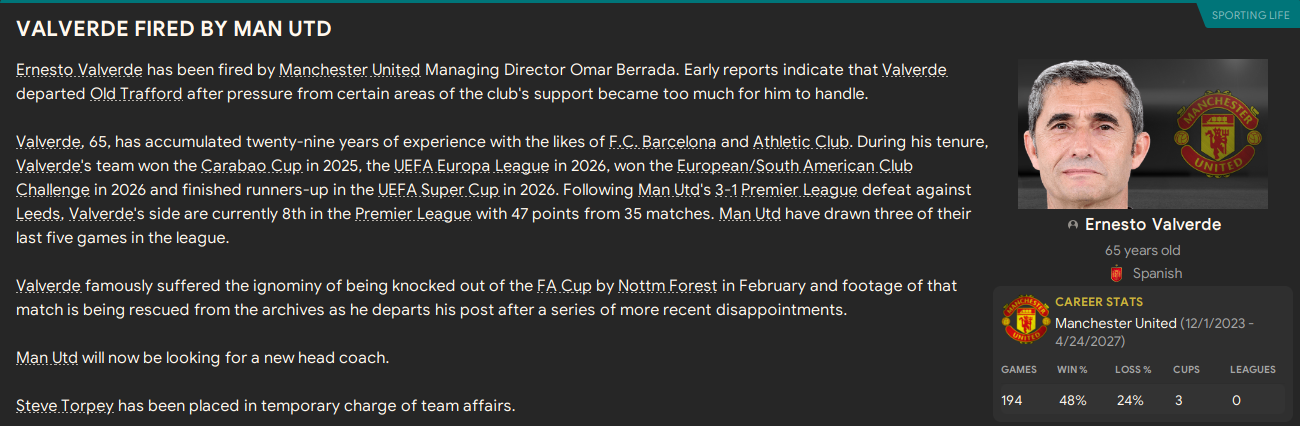 SPORTING LIFE
VALVERDE FIRED BY MAN UTD
Ernesto Valverde has been fired by Manchester United Managing Director Omar Berrada. Early reports indicate that Valverde
departed Old Trafford after pressure from certain areas of the club's support became too much for him to handle.
Valverde, 65, has accumulated twenty-nine years of experience with the likes of F.C. Barcelona and Athletic Club. During his tenure,
Valverde's team won the Carabao Cup in 2025, the UEFA Europa League in 2026, won the European/South American Club
Challenge in 2026 and finished runners-up in the UEFA Super Cup in 2026. Following Man Utd's 3-1 Premier League defeat against
Leeds, Valverde's side are currently 8th in the Premier League with 47 points from 35 matches. Man Utd have drawn three of their
last five games in the league.
Valverde famously suffered the ignominy of being knocked out of the FA Cup by Nottm Forest in February and footage of that
match is being rescued from the archives as he departs his post after a series of more recent disappointments.
Man Utd will now be looking for a new head coach.
Steve Torpey has been placed in temporary charge of team affairs.
MANCHESTER
UNITED
Ernesto Valverde
65 years old
Spanish
MANCHESTER
UNITED
CAREER STATS
Manchester United (12/1/2023 -
4/24/2027)
GAMES WIN % LOSS % CUPS LEAGUES
194 48% 24% 3 0